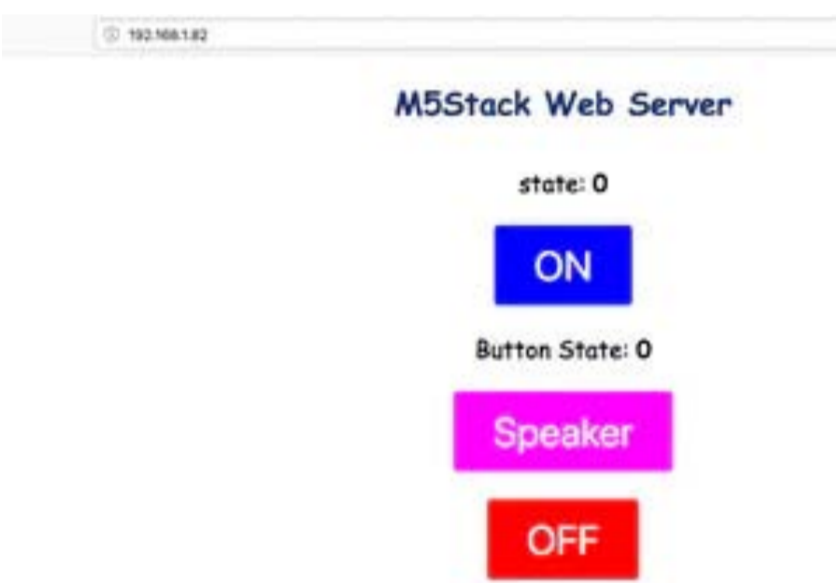 192.168.1.82
M5Stack Web Server
state: 0
ON
Button State: 0
Speaker
OFF